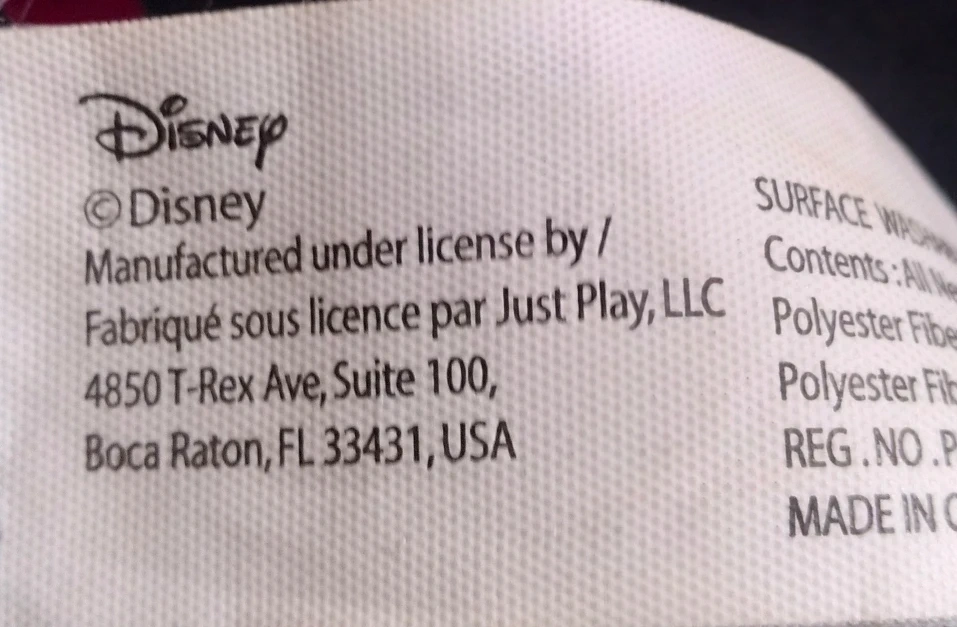 Disney
©Disney
Manufactured under license by /
Fabriqué sous licence par Just Play, LLC
4850 T-Rex Ave, Suite 100,
Boca Raton, FL 33431, USA
SURFACE
Contents : All
Polyester
Polyester
REG . NO . P
MADE IN